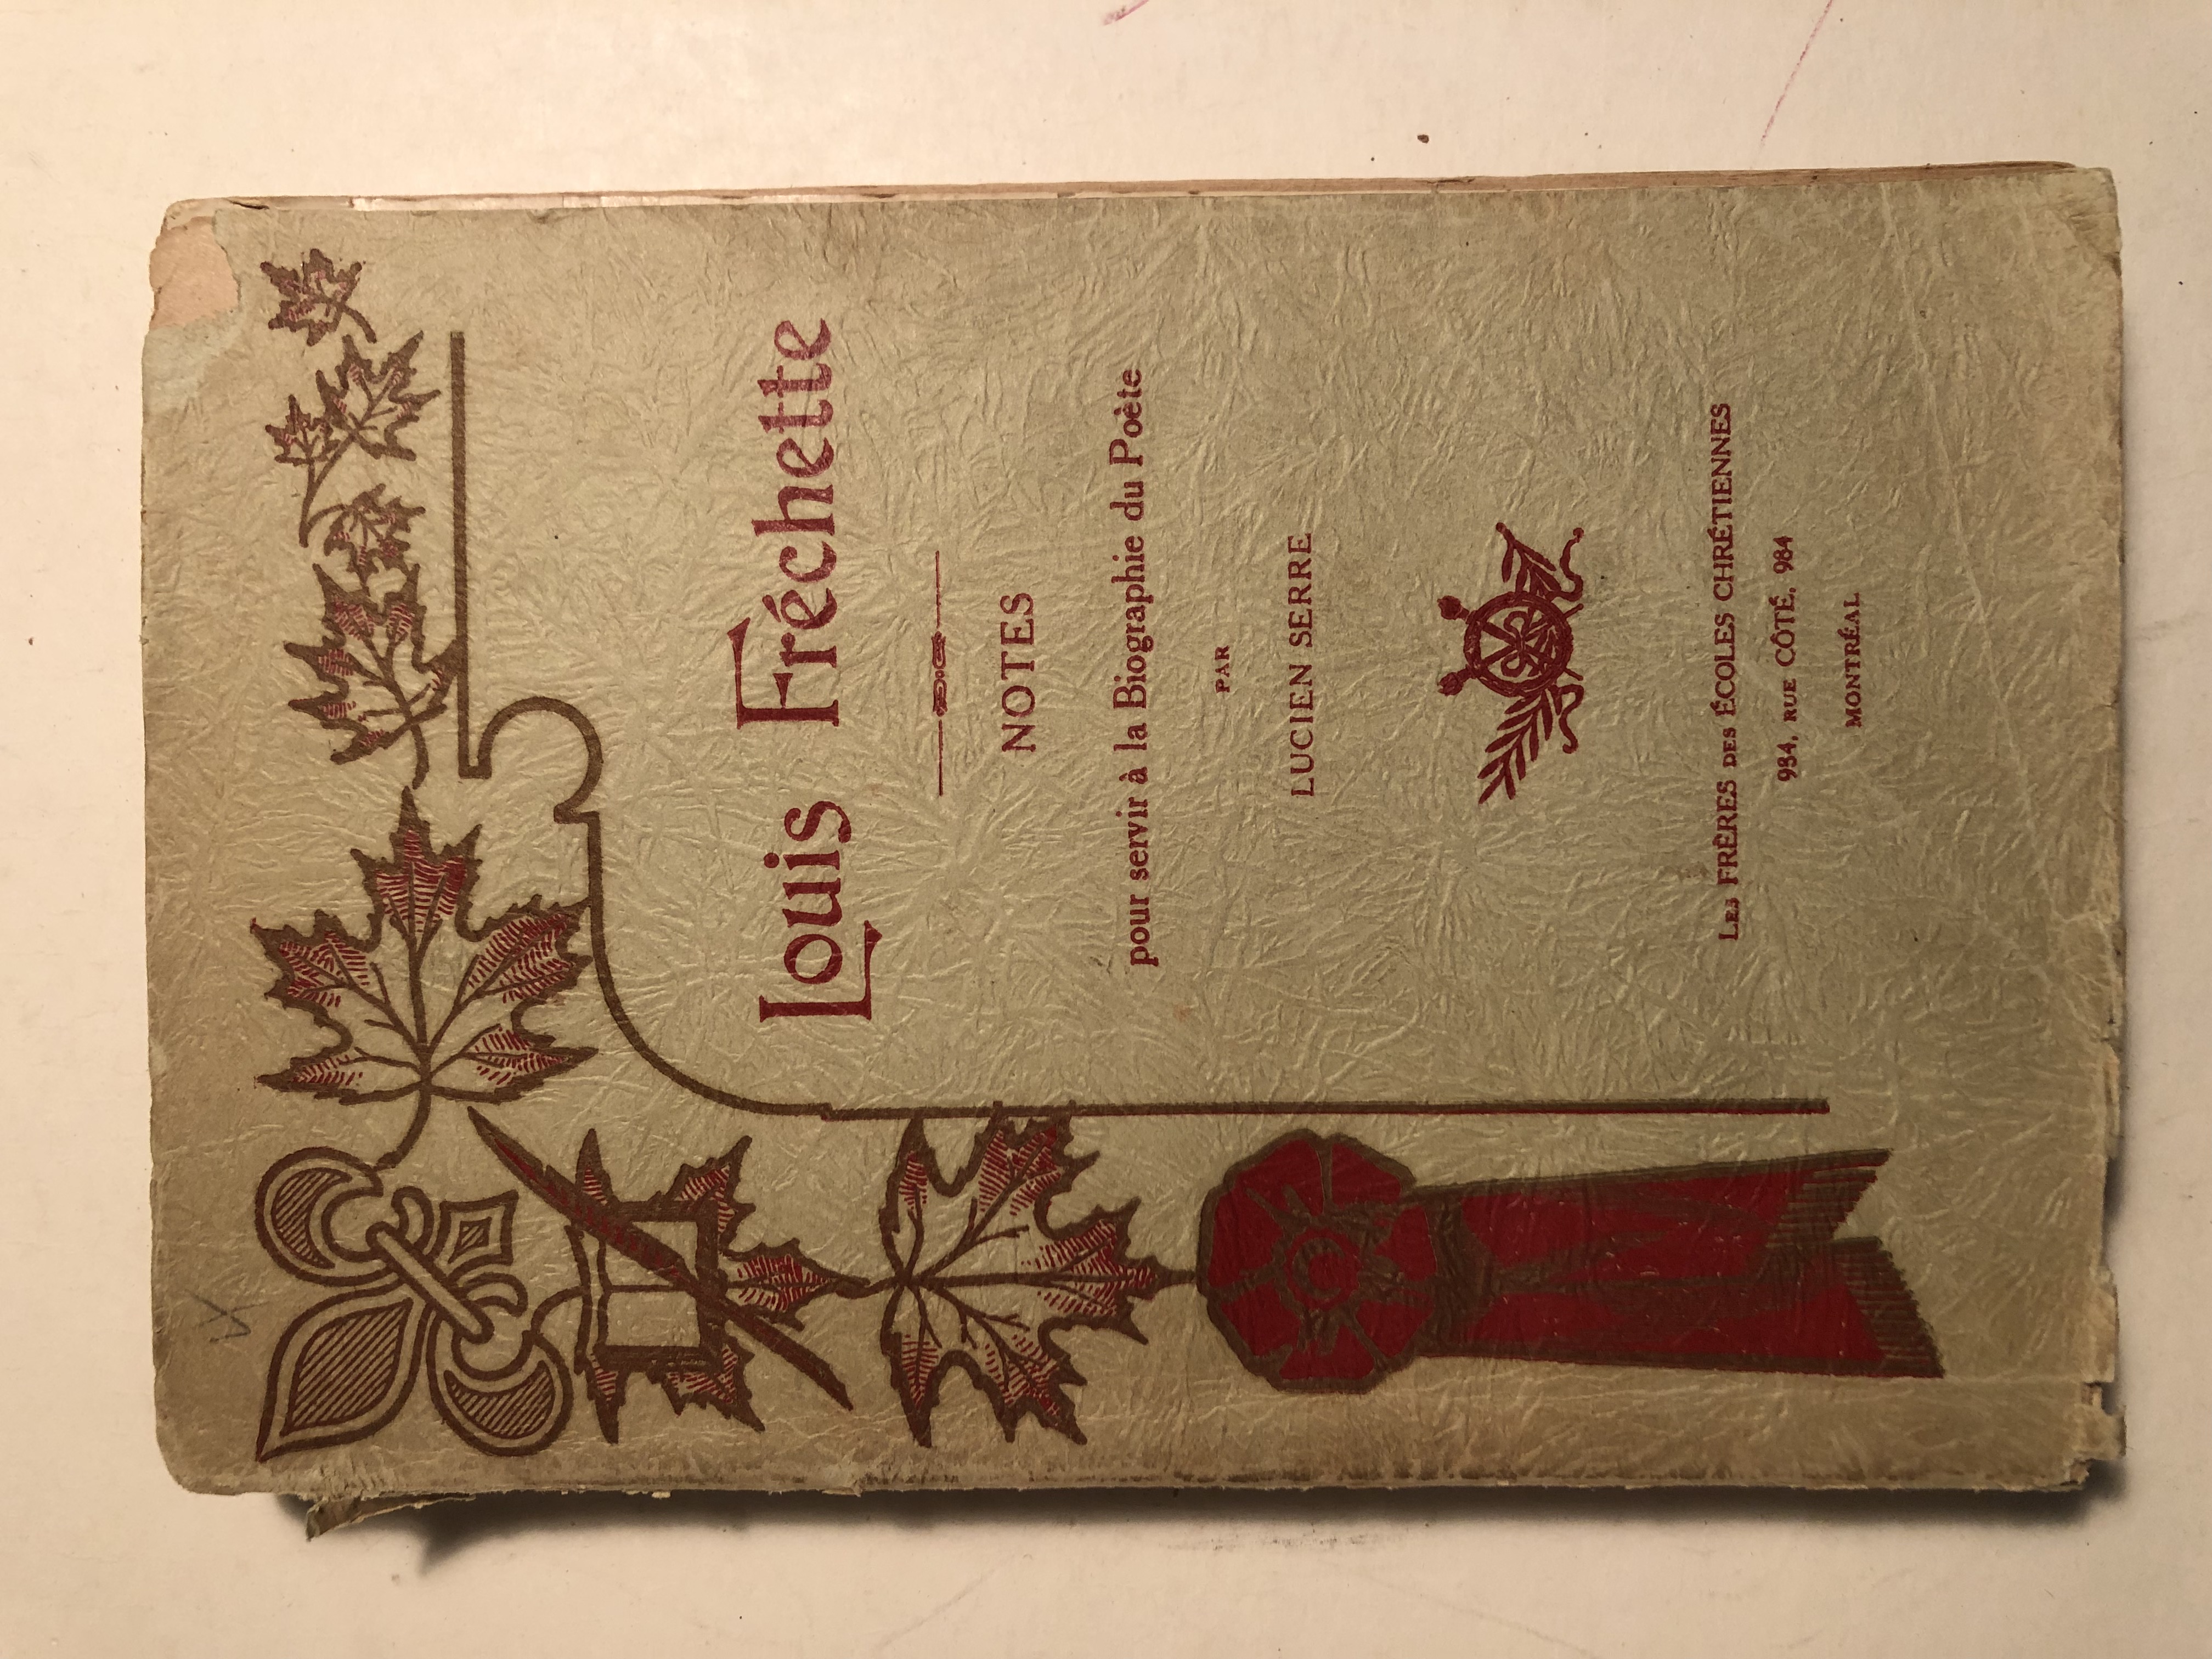 Louis Fréchette
NOTES
pour servir à la Biographie du Poète
PAR
LUCIEN SERRE
LES FRÈRES DES ÉCOLES CHRÉTIENNES
984, RUE CÔTÉ, 984
MONTRÉAL